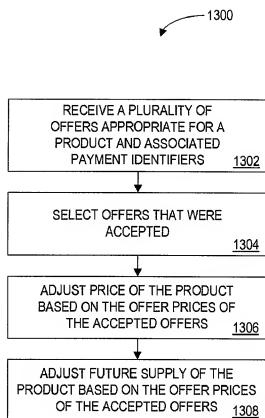 1300
RECEIVE A PLURALITY OF
OFFERS APPROPRIATE FOR A
PRODUCT AND ASSOCIATED
PAYMENT IDENTIFIERS
1302
SELECT OFFERS THAT WERE
ACCEPTED
1304
ADJUST PRICE OF THE PRODUCT
BASED ON THE OFFER PRICES OF
THE ACCEPTED OFFERS
1306
ADJUST FUTURE SUPPLY OF THE
PRODUCT BASED ON THE OFFER PRICES
OF THE ACCEPTED OFFERS
1308